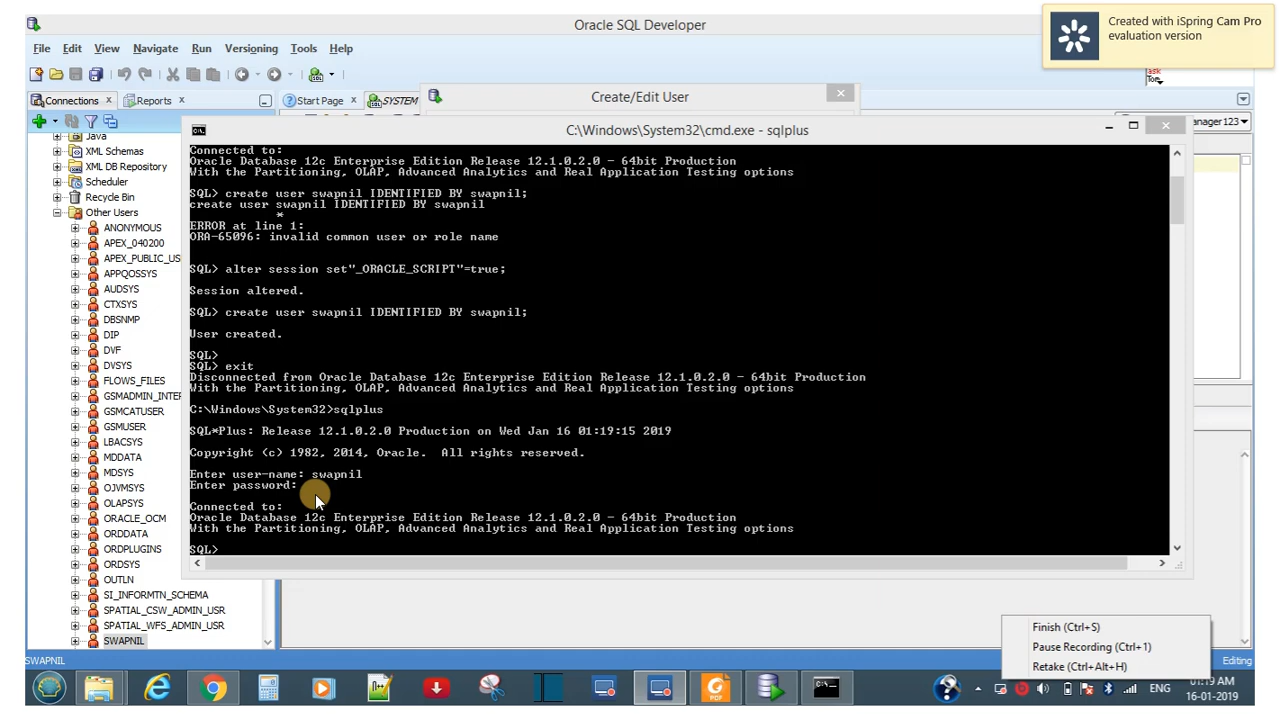 Oracle SQL Developer
Created with iSpring Cam Pro
evaluation version
File Edit View Navigate Run Versioning Tools Help
Connections Reports
Start Page SYSTEM
Create/Edit User
anager123
C:\Windows\System32\cmd.exe - sqlplus
Java
XML Schemas
XML DB Repository
Scheduler
Recycle Bin
Other Users
ANONYMOUS
APEX_040200
APEX_PUBLIC_US
APPQOSSYS
AUDSYS
CTXSYS
DBSNMP
DIP
DVF
DVSYS
FLOWS_FILES
GSMADMIN_INTER
GSMCATUSER
GSMUSER
LBACSYS
MDDATA
MDSYS
OJVMSYS
OLAPSYS
ORACLE_OCM
ORDDATA
ORDPLUGINS
ORDSYS
OUTLN
SI_INFORMTN_SCHEMA
SPATIAL_CSW_ADMIN_USR
SPATIAL_WFS_ADMIN_USR
SWAPNIL
Connected to:
Oracle Database 12c Enterprise Edition Release 12.1.0.2.0 - 64bit Production
With the Partitioning, OLAP, Advanced Analytics and Real Application Testing options
SQL> create user swapnil IDENTIFIED BY swapnil;
create user swapnil IDENTIFIED BY swapnil
*
ERROR at line 1:
ORA-65096: invalid common user or role name
SQL> alter session set"_ORACLE_SCRIPT"=true;
Session altered.
SQL> create user swapnil IDENTIFIED BY swapnil;
User created.
SQL>
SQL> exit
Disconnected from Oracle Database 12c Enterprise Edition Release 12.1.0.2.0 - 64bit Production
With the Partitioning, OLAP, Advanced Analytics and Real Application Testing options
C:\Windows\System32>sqlplus
SQL*Plus: Release 12.1.0.2.0 Production on Wed Jan 16 01:19:15 2019
Copyright (c) 1982, 2014, Oracle.  All rights reserved.
Enter user-name: swapnil
Enter password:
Connected to:
Oracle Database 12c Enterprise Edition Release 12.1.0.2.0 - 64bit Production
With the Partitioning, OLAP, Advanced Analytics and Real Application Testing options
SQL>
Finish (Ctrl+S)
Pause Recording (Ctrl+1)
Retake (Ctrl+Alt+H)
SWAPNIL
Editing
ENG
01:19 AM
16-01-2019